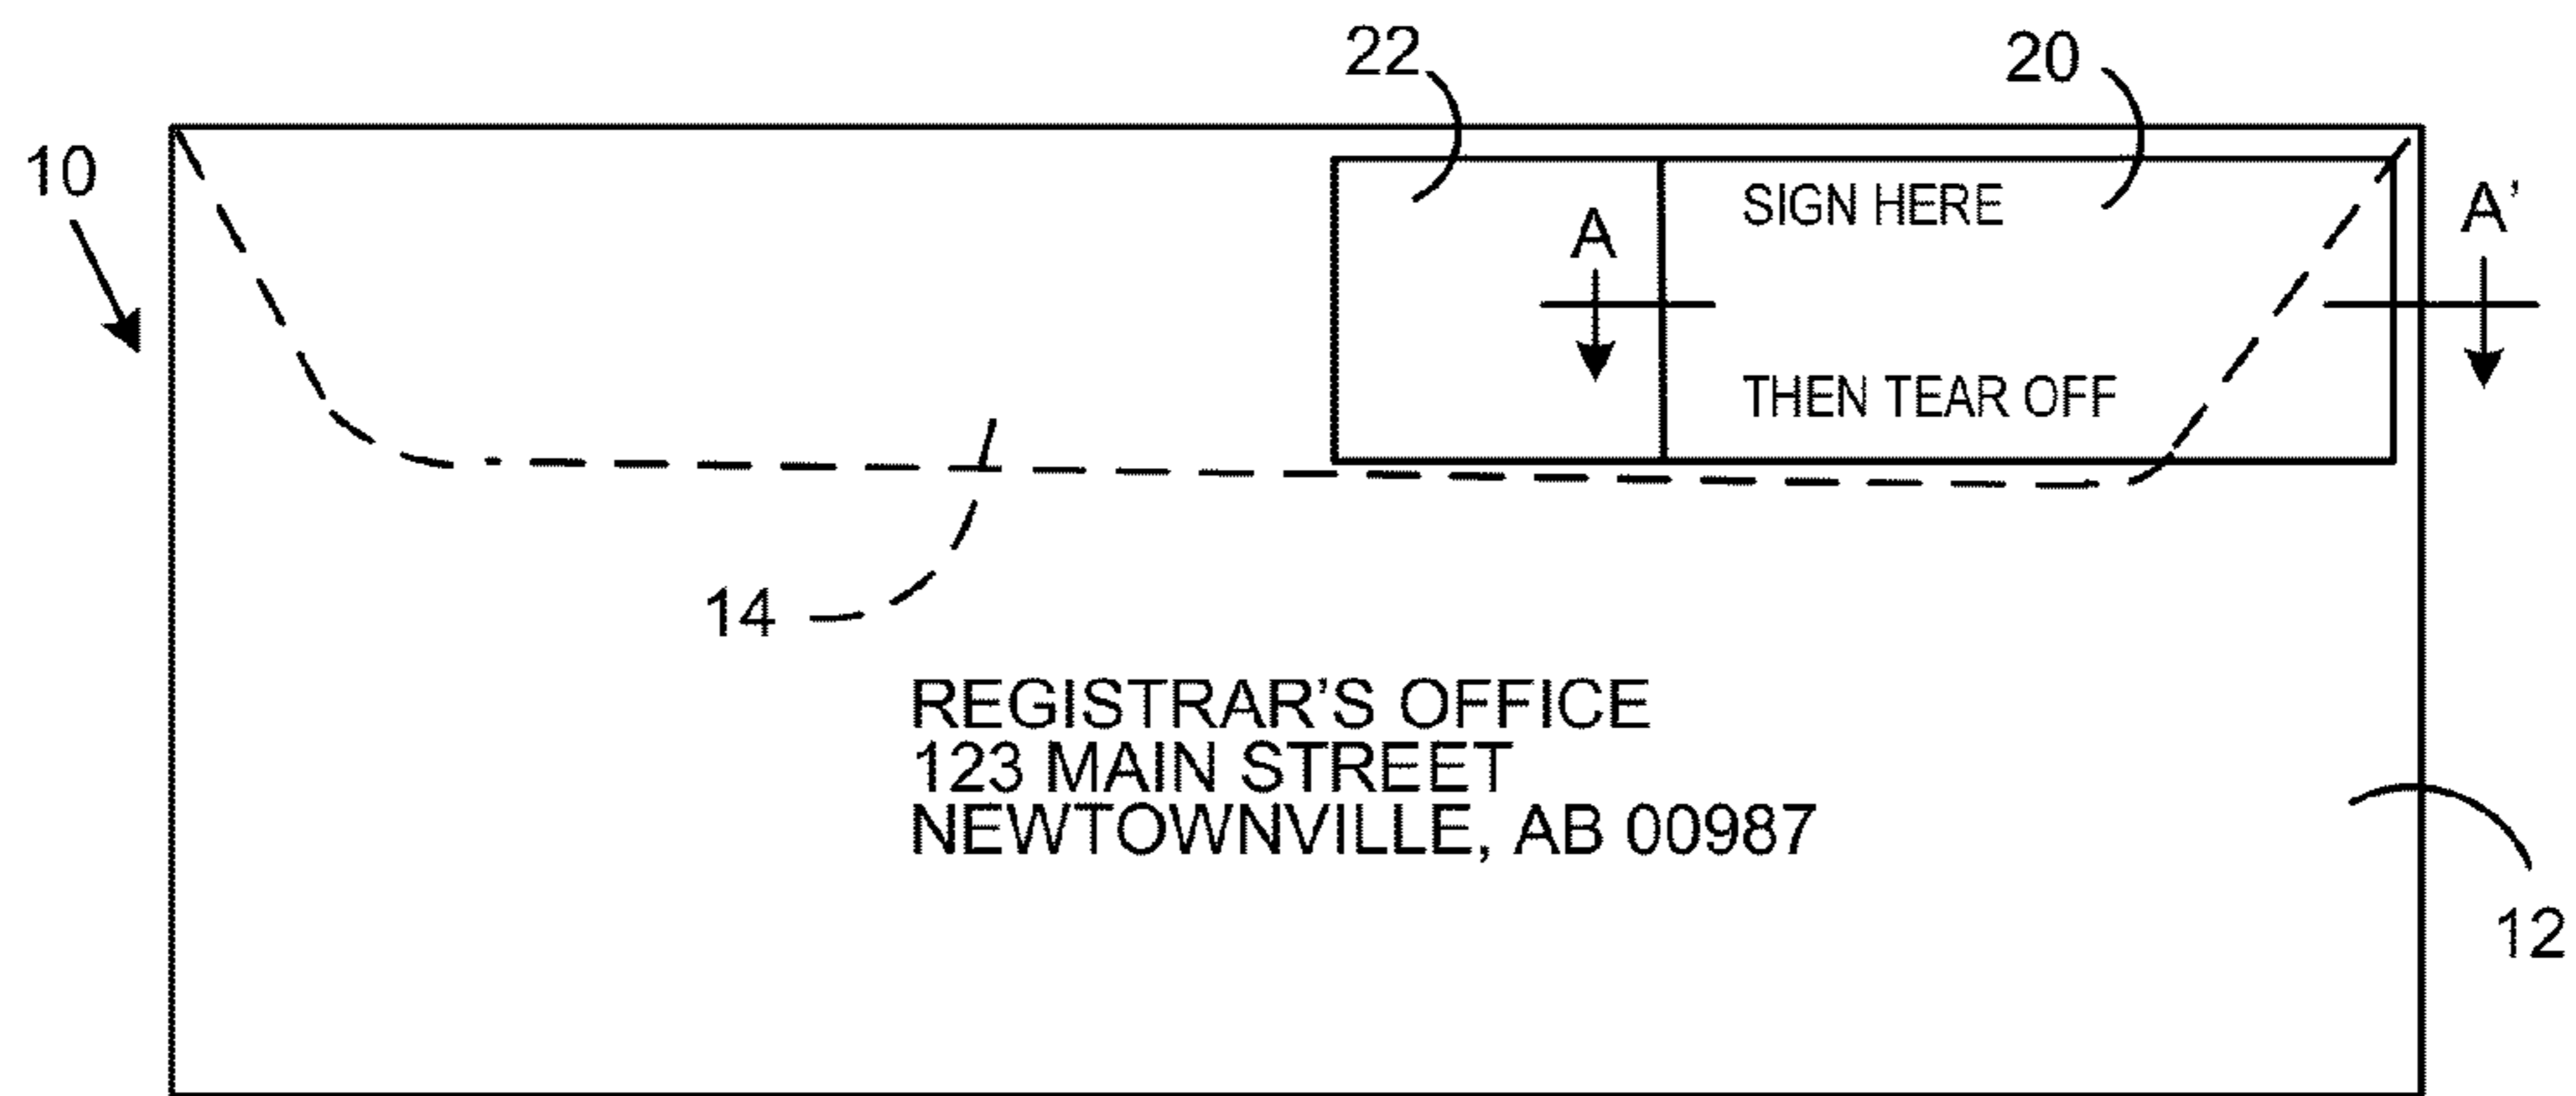 22
20
10
SIGN HERE
A
A'
THEN TEAR OFF
14
REGISTRAR'S OFFICE
123 MAIN STREET
NEWTOWNVILLE, AB 00987
12